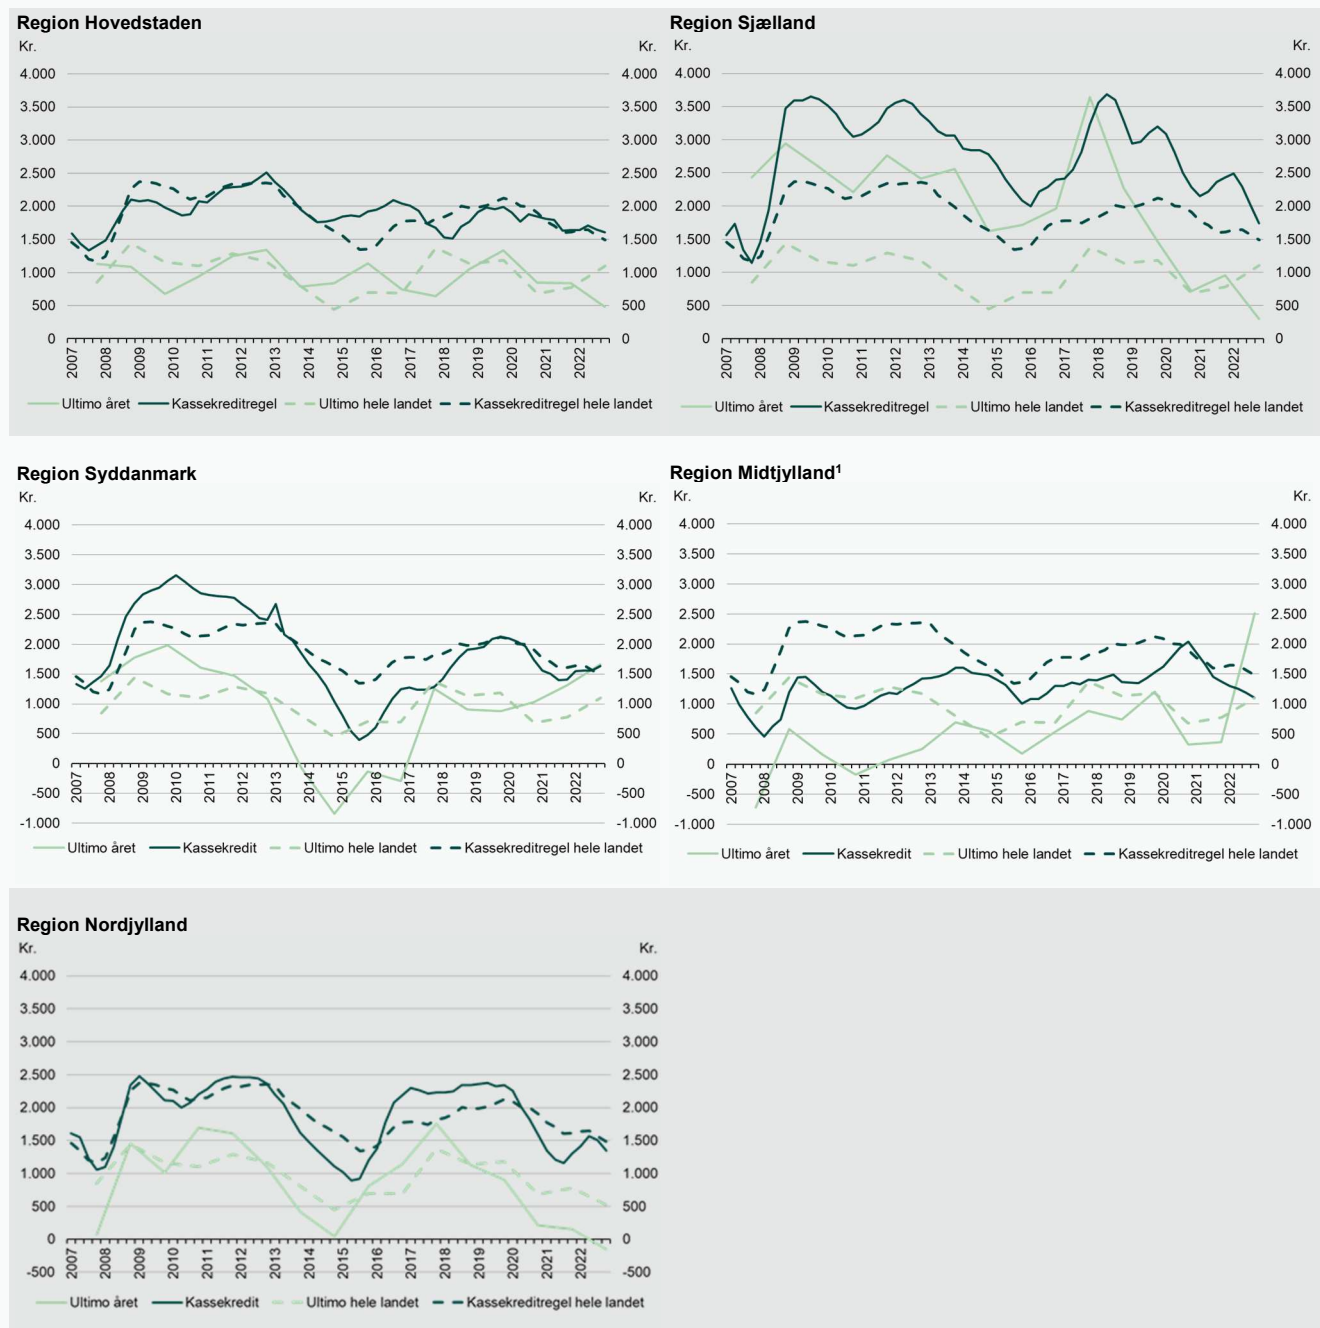 Region Hovedstaden
Kr. Kr.
4.000 4.000
3.500 3.500
3.000 3.000
2.500 2.500
2.000 2.000
1.500 1.500
1.000 1.000
500 500
0 0
2007 2008 2009 2010 2011 2012 2013 2014 2015 2016 2017 2018 2019 2020 2021 2022
Ultimo året Kassekreditregel Ultimo hele landet Kassekreditregel hele landet
Region Sjælland
Kr. Kr.
4.000 4.000
3.500 3.500
3.000 3.000
2.500 2.500
2.000 2.000
1.500 1.500
1.000 1.000
500 500
0 0
2007 2008 2009 2010 2011 2012 2013 2014 2015 2016 2017 2018 2019 2020 2021 2022
Ultimo året Kassekreditregel Ultimo hele landet Kassekreditregel hele landet
Region Syddanmark
Kr. Kr.
4.000 4.000
3.500 3.500
3.000 3.000
2.500 2.500
2.000 2.000
1.500 1.500
1.000 1.000
500 500
0 0
-500 -500
-1.000 -1.000
2007 2008 2009 2010 2011 2012 2013 2014 2015 2016 2017 2018 2019 2020 2021 2022
Ultimo året Kassekredit Ultimo hele landet Kassekreditregel hele landet
Region Midtjylland¹
Kr. Kr.
4.000 4.000
3.500 3.500
3.000 3.000
2.500 2.500
2.000 2.000
1.500 1.500
1.000 1.000
500 500
0 0
-500 -500
-1.000 -1.000
2007 2008 2009 2010 2011 2012 2013 2014 2015 2016 2017 2018 2019 2020 2021 2022
Ultimo året Kassekredit Ultimo hele landet Kassekreditregel hele landet
Region Nordjylland
Kr. Kr.
4.000 4.000
3.500 3.500
3.000 3.000
2.500 2.500
2.000 2.000
1.500 1.500
1.000 1.000
500 500
0 0
-500 -500
2007 2008 2009 2010 2011 2012 2013 2014 2015 2016 2017 2018 2019 2020 2021 2022
Ultimo året Kassekredit Ultimo hele landet Kassekreditregel hele landet